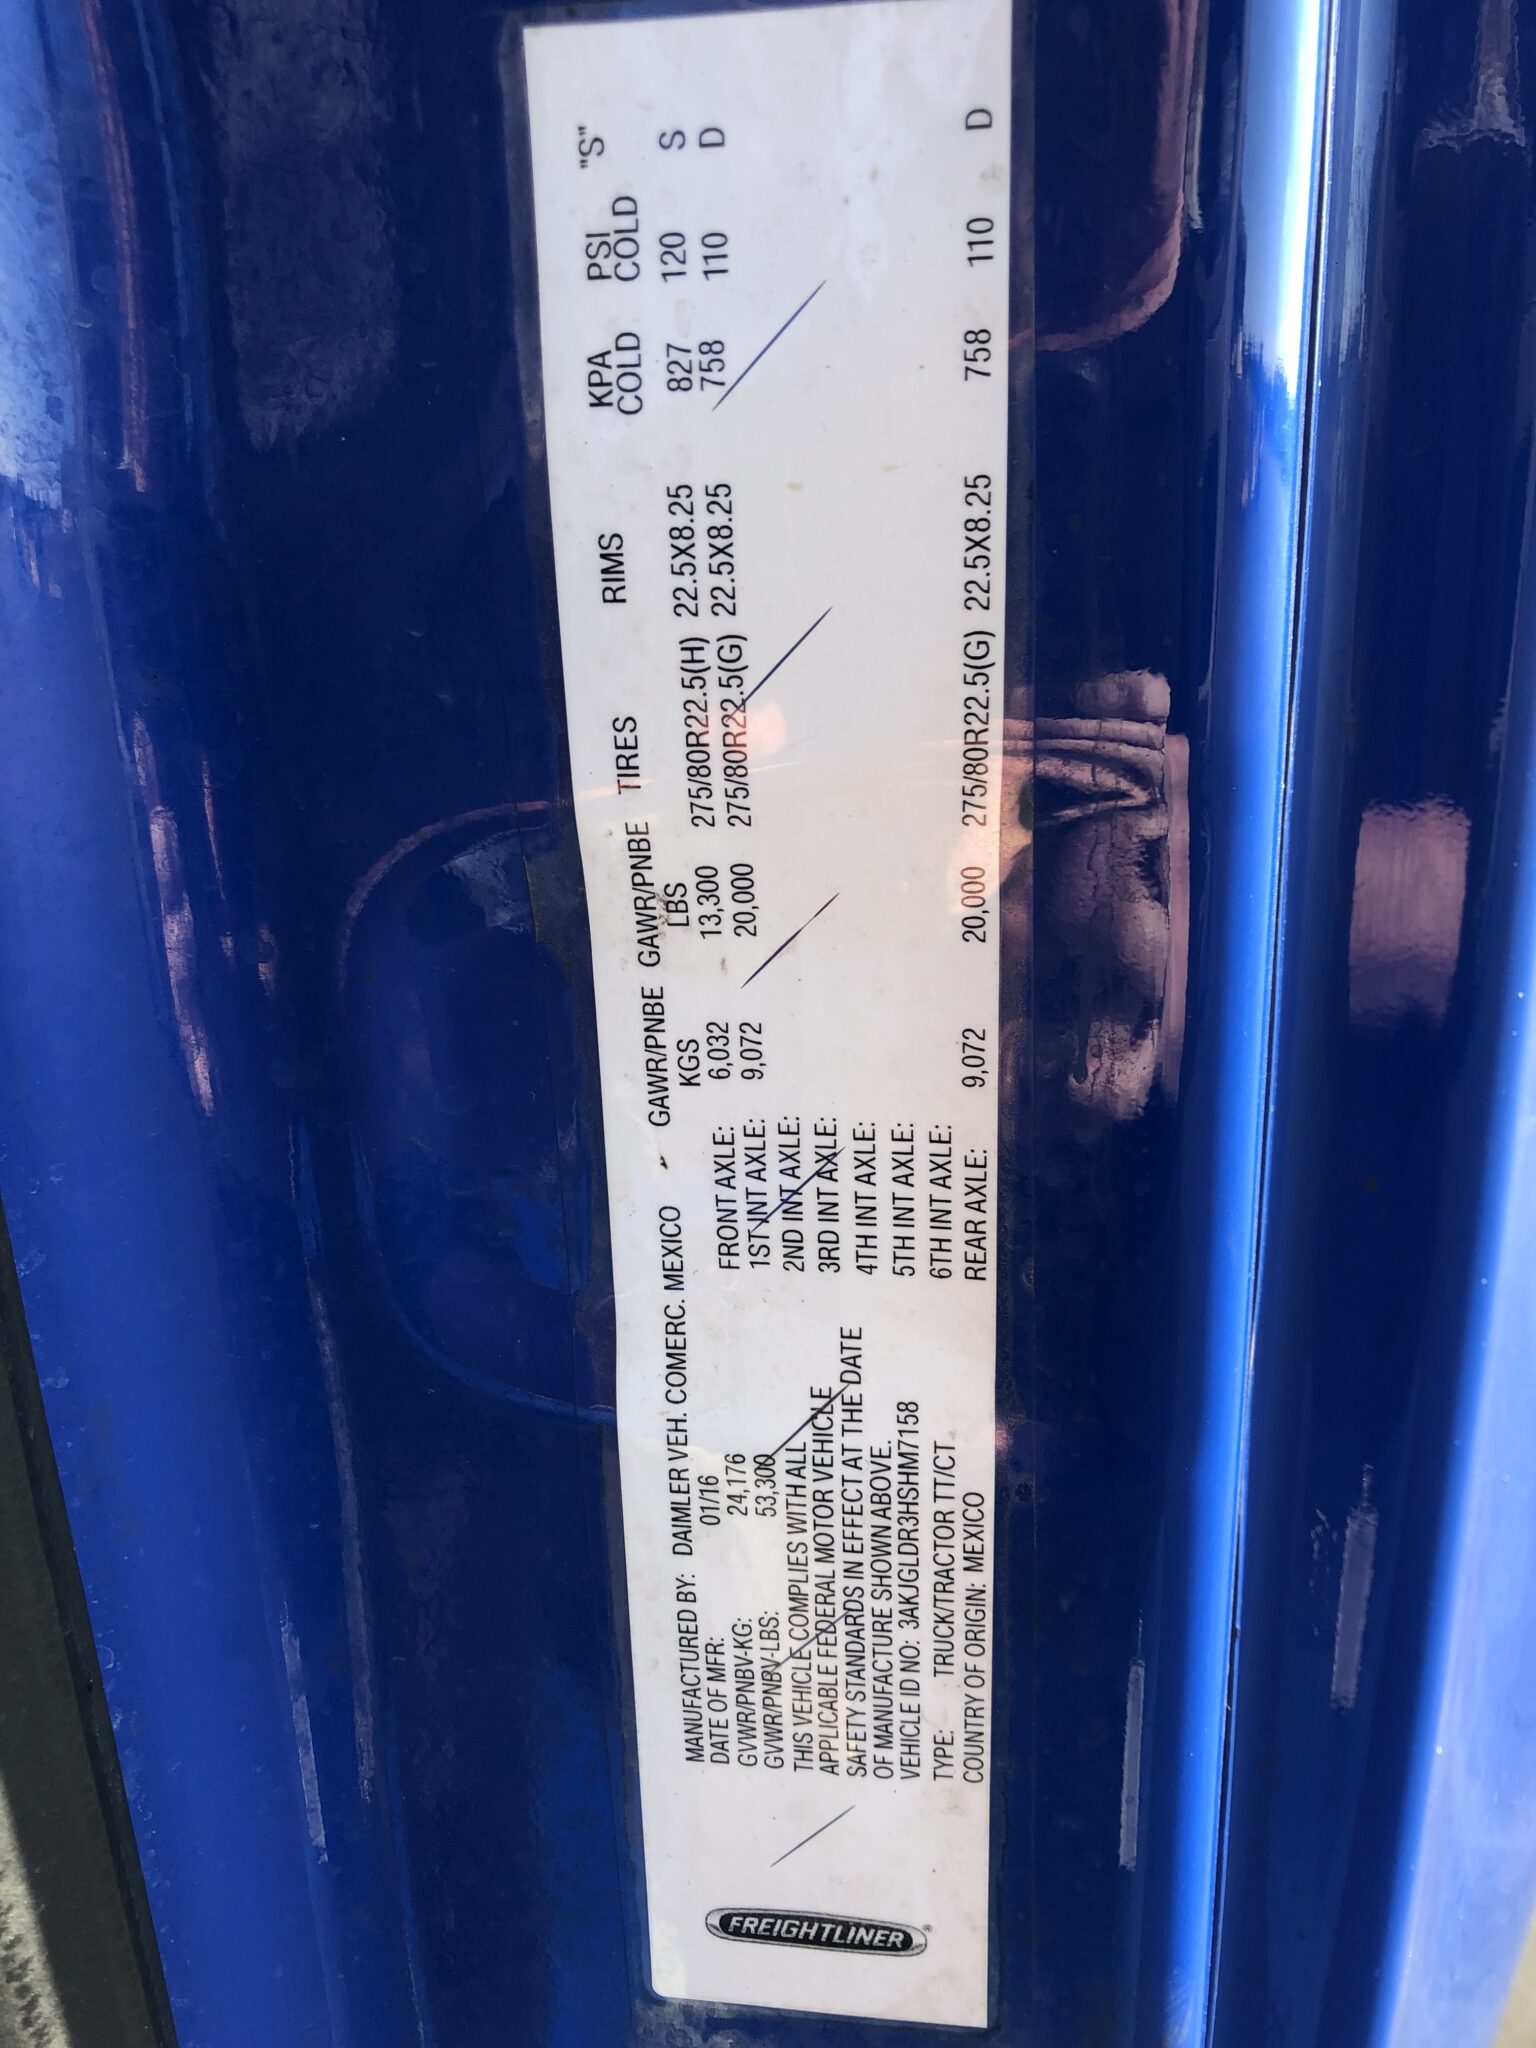 FREIGHTLINER®
MANUFACTURED BY: DAIMLER VEH. COMERC. MEXICO
DATE OF MFR: 01/16
GVWR/PNBV-KG: 24,176
GVWR/PNBV-LBS: 53,300
THIS VEHICLE COMPLIES WITH ALL
APPLICABLE FEDERAL MOTOR VEHICLE
SAFETY STANDARDS IN EFFECT AT THE DATE
OF MANUFACTURE SHOWN ABOVE.
VEHICLE ID NO: 3AKJGLDR3HSHM7158
TYPE: TRUCK/TRACTOR TT/CT
COUNTRY OF ORIGIN: MEXICO
GAWR/PNBE GAWR/PNBE TIRES RIMS KPA PSI "S"
KGS LBS COLD COLD
FRONT AXLE: 6,032 13,300 275/80R22.5(H) 22.5X8.25 827 120 S
1ST INT AXLE: 9,072 20,000 275/80R22.5(G) 22.5X8.25 758 110 D
2ND INT AXLE:
3RD INT AXLE:
4TH INT AXLE:
5TH INT AXLE:
6TH INT AXLE:
REAR AXLE: 9,072 20,000 275/80R22.5(G) 22.5X8.25 758 110 D